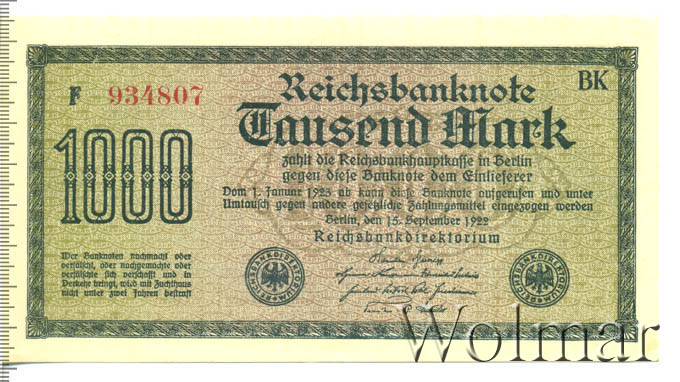 Reichsbanknote
BK
F 934807
Tausend Mark
1000
zahlt die Reichsbankhauptkasse in Berlin
gegen diese Banknote dem Einlieferer
Vom 1. Januar 1923 ab kann diese Banknote aufgerufen und unter
Umtausch gegen andere gesetzliche Zahlungsmittel eingezogen werden
Berlin, den 15. September 1922
Reichsbankdirektorium
Wer Banknoten nachmacht oder
verfälscht, oder nachgemachte oder
verfälschte sich verschafft und in
Verkehr bringt, wird mit Zuchthaus
nicht unter zwei Jahren bestraft
REICHSBANKDIREKTORIUM
REICHSBANKDIREKTORIUM
Wolmar